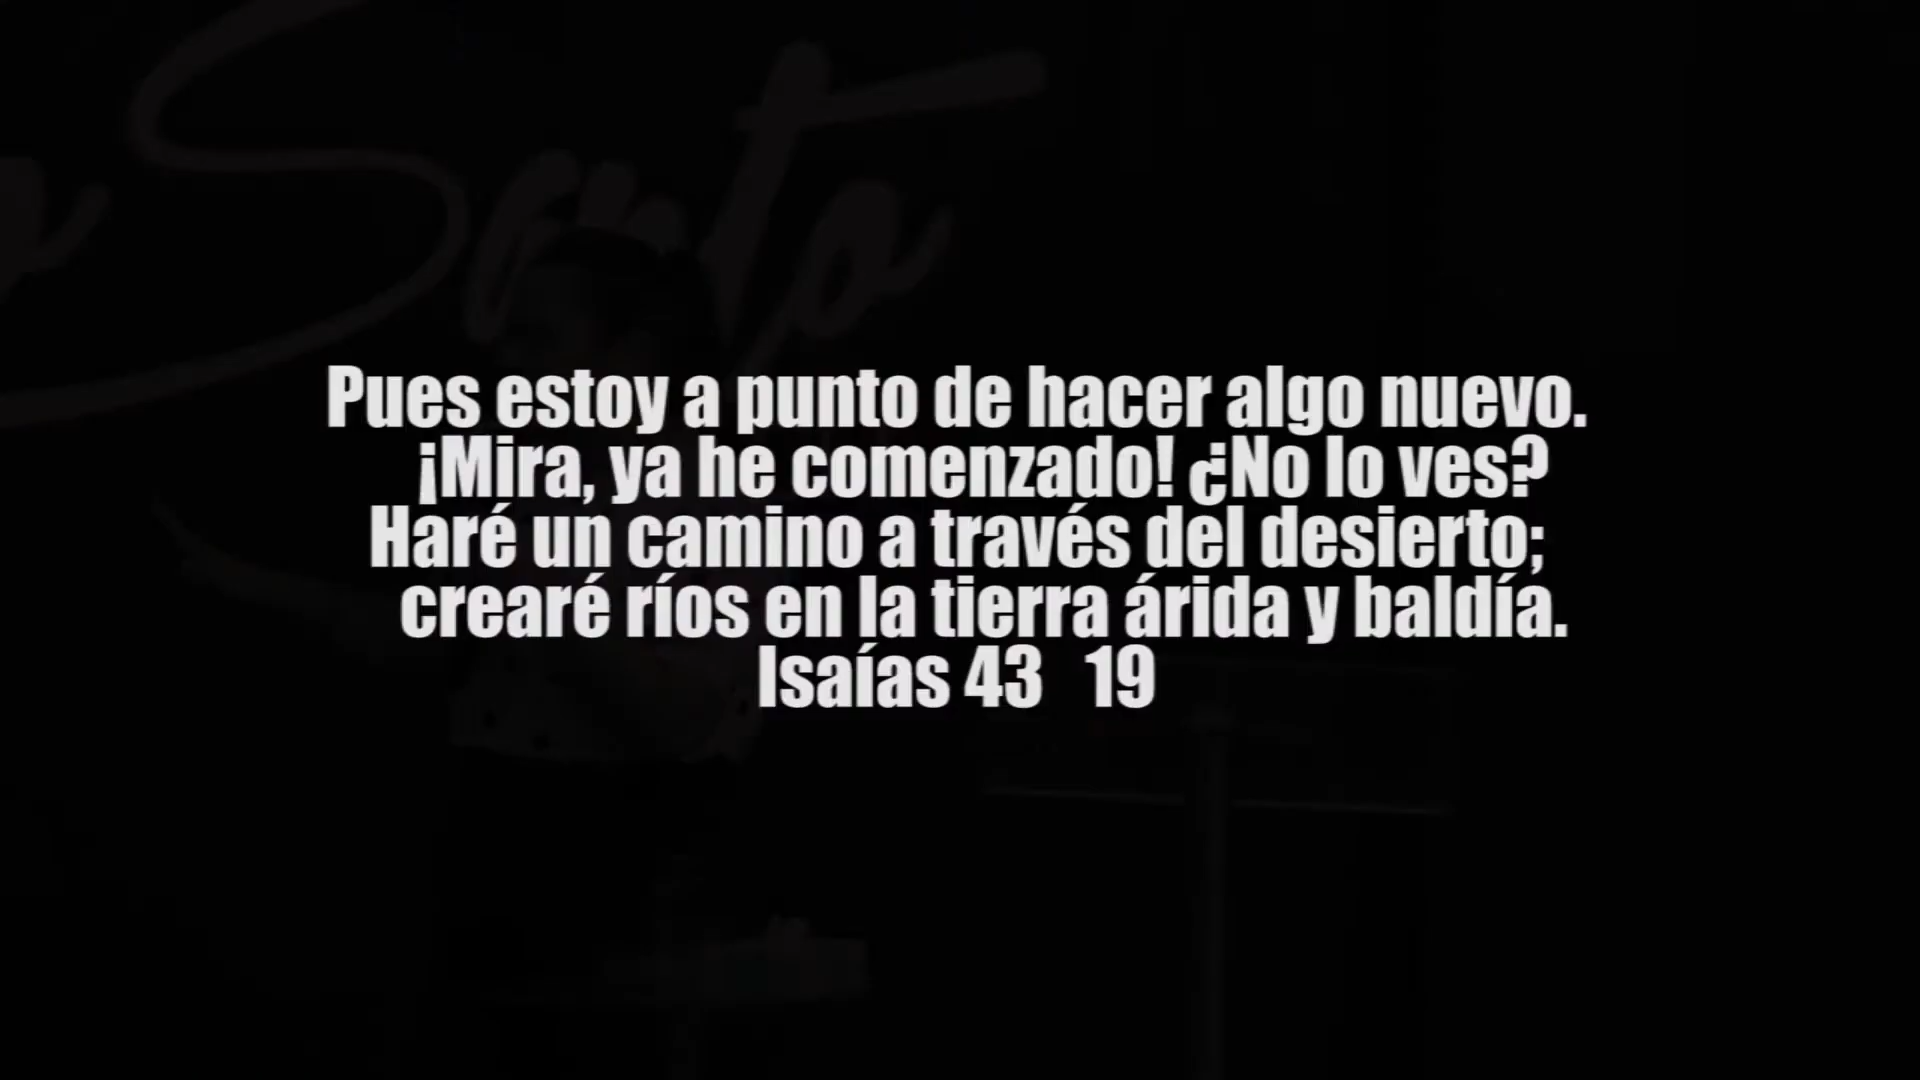 Santo
Pues estoy a punto de hacer algo nuevo.
¡Mira, ya he comenzado! ¿No lo ves?
Haré un camino a través del desierto;
crearé ríos en la tierra árida y baldía.
Isaías 43   19